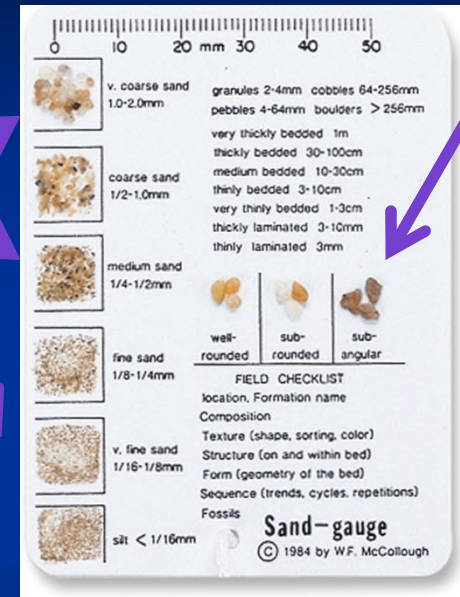 0 10 20 mm 30 40 50
v. coarse sand
1.0-2.0mm
granules 2-4mm cobbles 64-256mm
pebbles 4-64mm boulders > 256mm
very thickly bedded 1m
thickly bedded 30-100cm
medium bedded 10-30cm
thinly bedded 3-10cm
very thinly bedded 1-3cm
thickly laminated 3-10mm
thinly laminated 3mm
coarse sand
1/2-1.0mm
medium sand
1/4-1/2mm
fine sand
1/8-1/4mm
v. fine sand
1/16-1/8mm
silt < 1/16mm
well-
rounded
sub-
rounded
sub-
angular
FIELD CHECKLIST
location, Formation name
Composition
Texture (shape, sorting, color)
Structure (on and within bed)
Form (geometry of the bed)
Sequence (trends, cycles, repetitions)
Fossils
Sand-gauge
© 1984 by W.F. McCollough